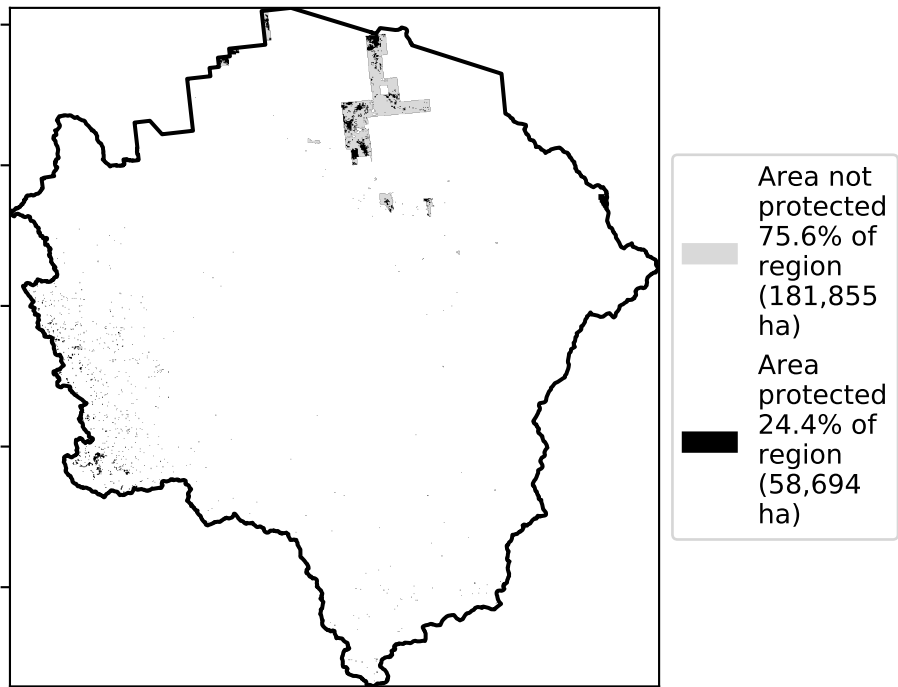 Area not
protected
75.6% of
region
(181,855
ha)
Area
protected
24.4% of
region
(58,694
ha)